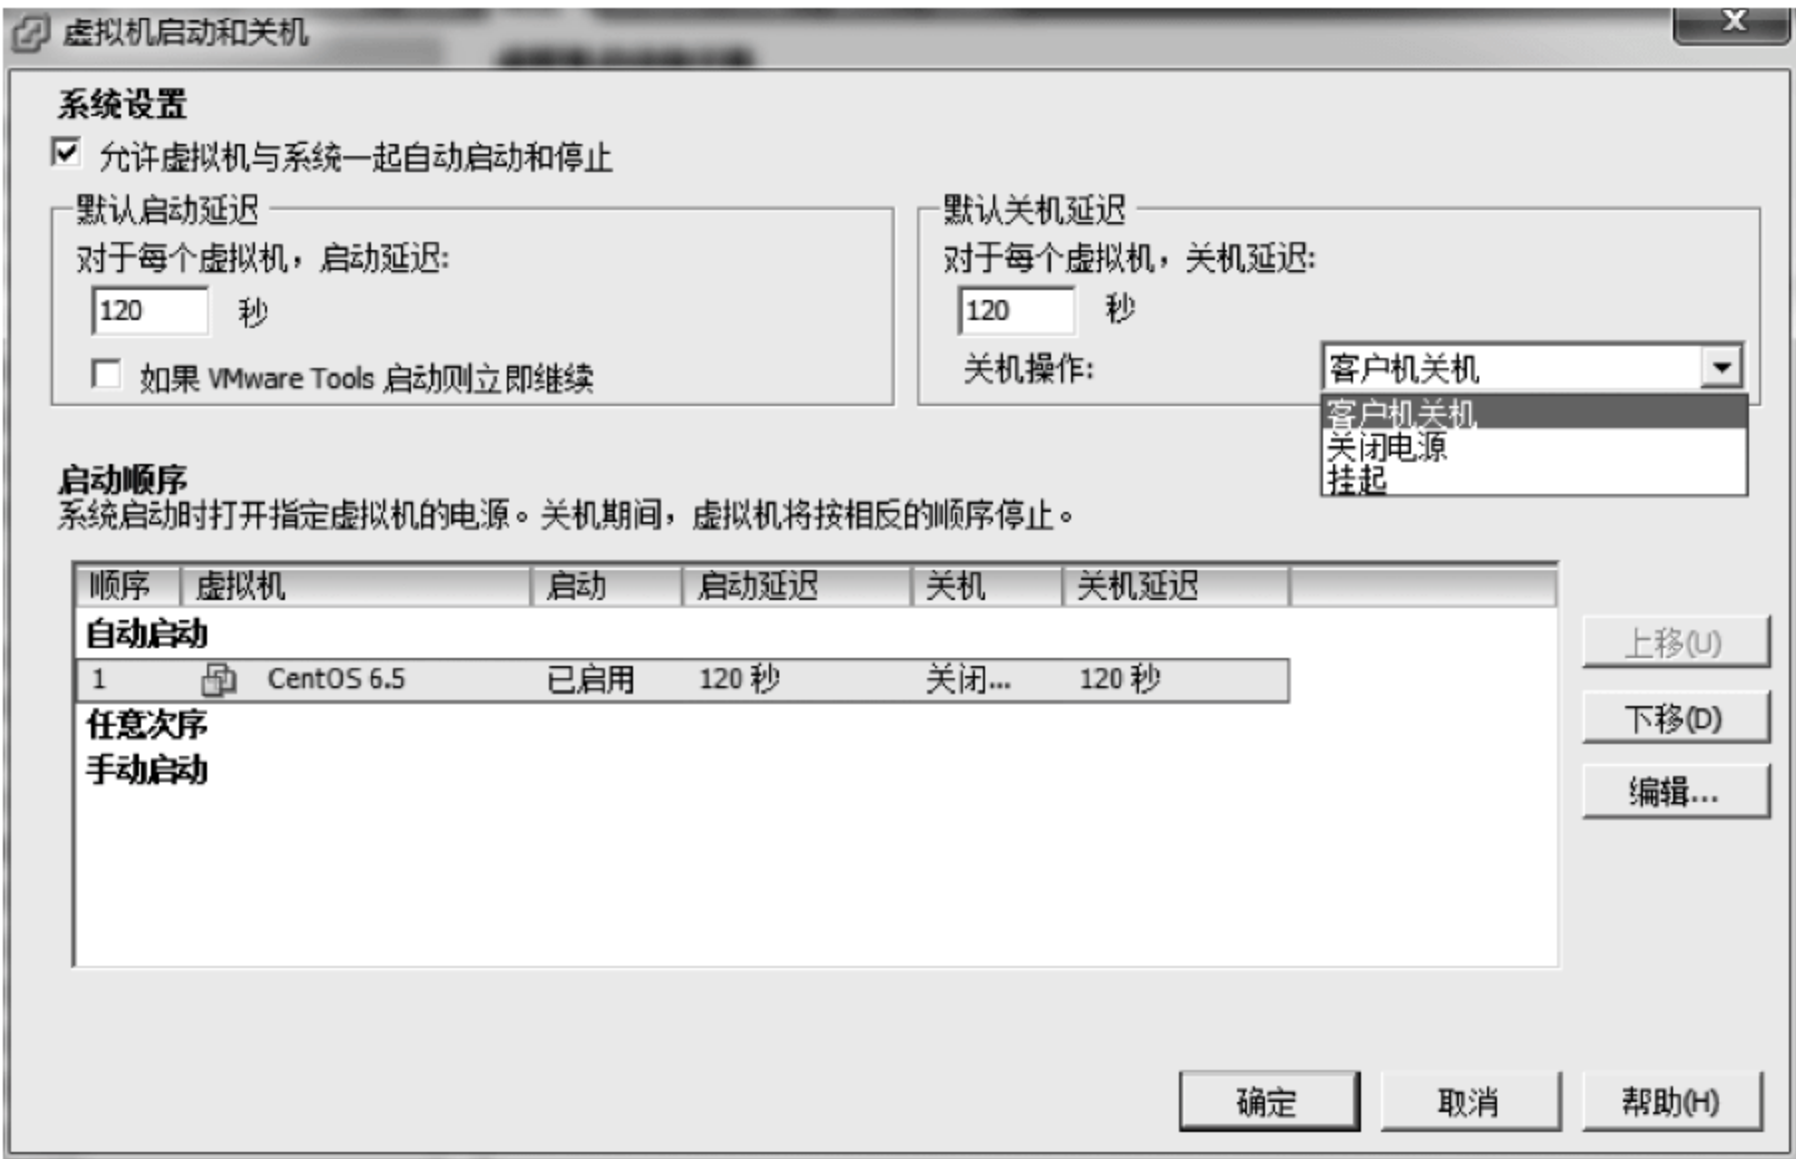 虚拟机启动和关机
X
系统设置
允许虚拟机与系统一起自动启动和停止
默认启动延迟
对于每个虚拟机，启动延迟:
120 秒
如果 VMware Tools 启动则立即继续
默认关机延迟
对于每个虚拟机，关机延迟:
120 秒
关机操作: 客户机关机
客户机关机
关闭电源
挂起
启动顺序
系统启动时打开指定虚拟机的电源。关机期间，虚拟机将按相反的顺序停止。
顺序 虚拟机 启动 启动延迟 关机 关机延迟
自动启动
1 CentOS 6.5 已启用 120 秒 关闭... 120 秒
任意次序
手动启动
上移(U)
下移(D)
编辑...
确定 取消 帮助(H)